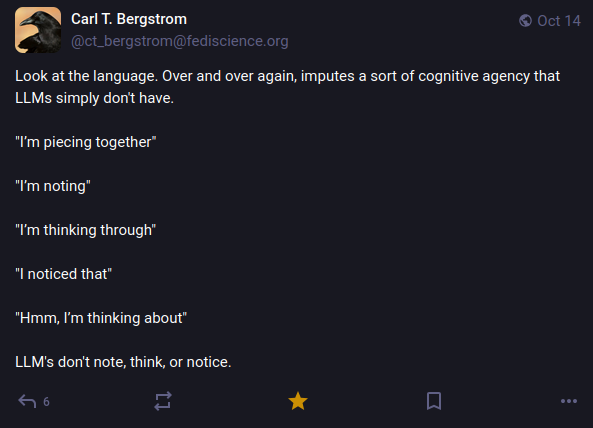 Carl T. Bergstrom
Oct 14
@ct_bergstrom@fediscience.org
Look at the language. Over and over again, imputes a sort of cognitive agency that
LLMs simply don't have.
"I’m piecing together"
"I’m noting"
"I’m thinking through"
"I noticed that"
"Hmm, I’m thinking about"
LLM's don't note, think, or notice.
6